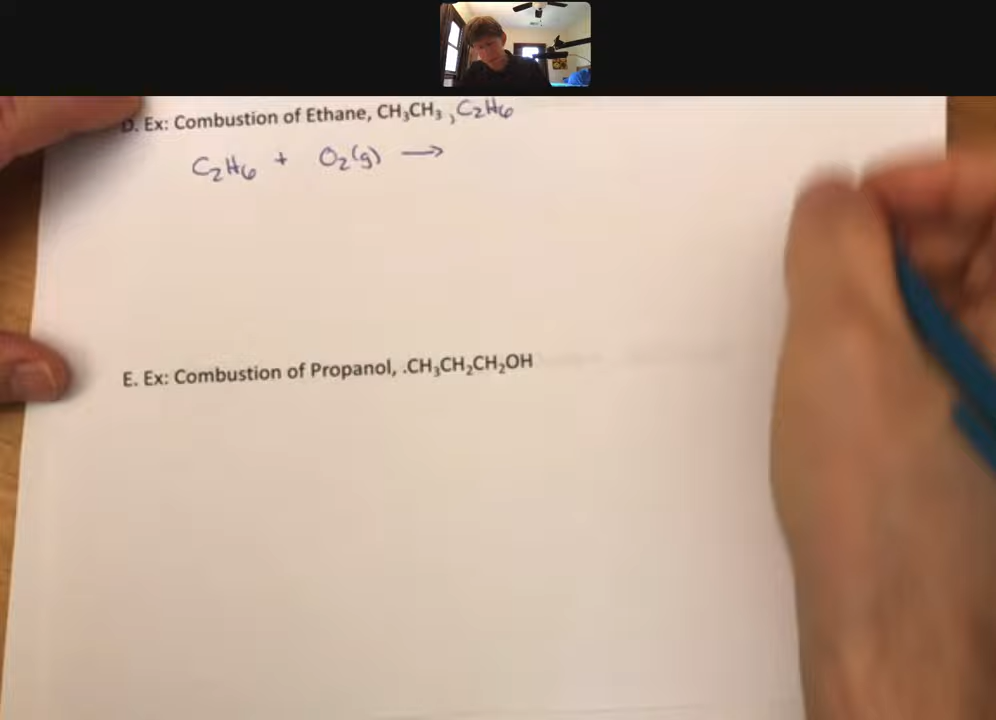 D. Ex: Combustion of Ethane, CH₃CH₃, C₂H₆
C₂H₆ + O₂(g) →
E. Ex: Combustion of Propanol, .CH₃CH₂CH₂OH